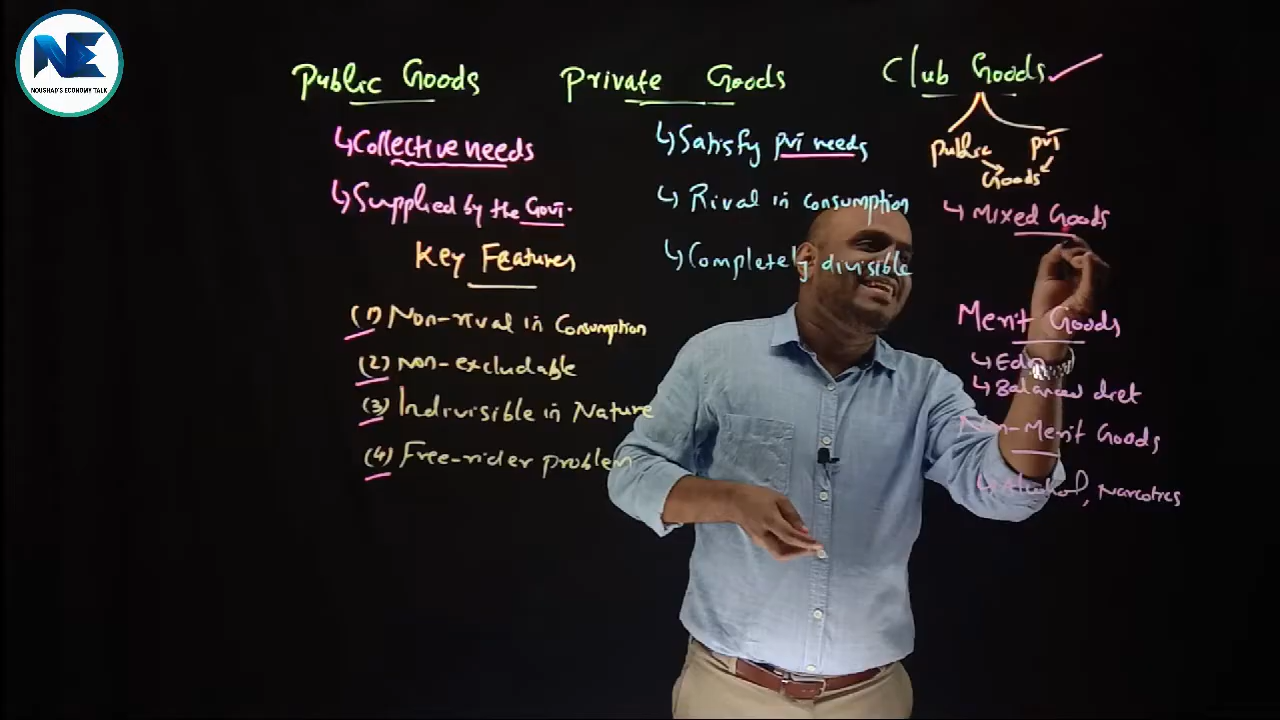 NE
NOUSHAD'S ECONOMY TALK
Public Goods
↳ Collective needs
↳ Supplied by the Govt.
Key Features
(1) Non-rival in Consumption
(2) Non-excludable
(3) Indivisible in Nature
(4) Free-rider problem
Private Goods
↳ Satisfy pvt needs
↳ Rival in consumption
↳ Completely divisible
Club Goods ✓
Public pvt
Goods
↳ Mixed Goods
Merit Goods
↳ Edn
↳ Balanced diet
Non-Merit Goods
↳ Alcohol, Narcotics